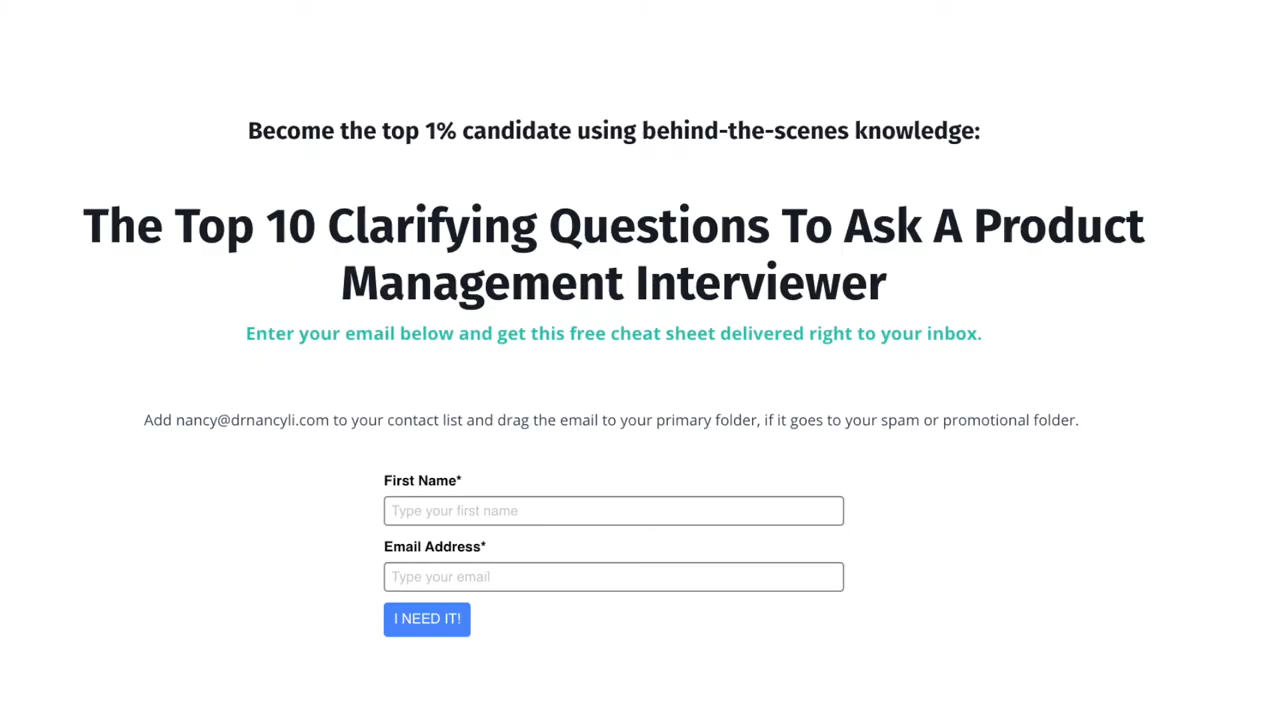 Become the top 1% candidate using behind-the-scenes knowledge:
The Top 10 Clarifying Questions To Ask A Product
Management Interviewer
Enter your email below and get this free cheat sheet delivered right to your inbox.
Add nancy@drnancyli.com to your contact list and drag the email to your primary folder, if it goes to your spam or promotional folder.
First Name*
Type your first name
Email Address*
Type your email
I NEED IT!